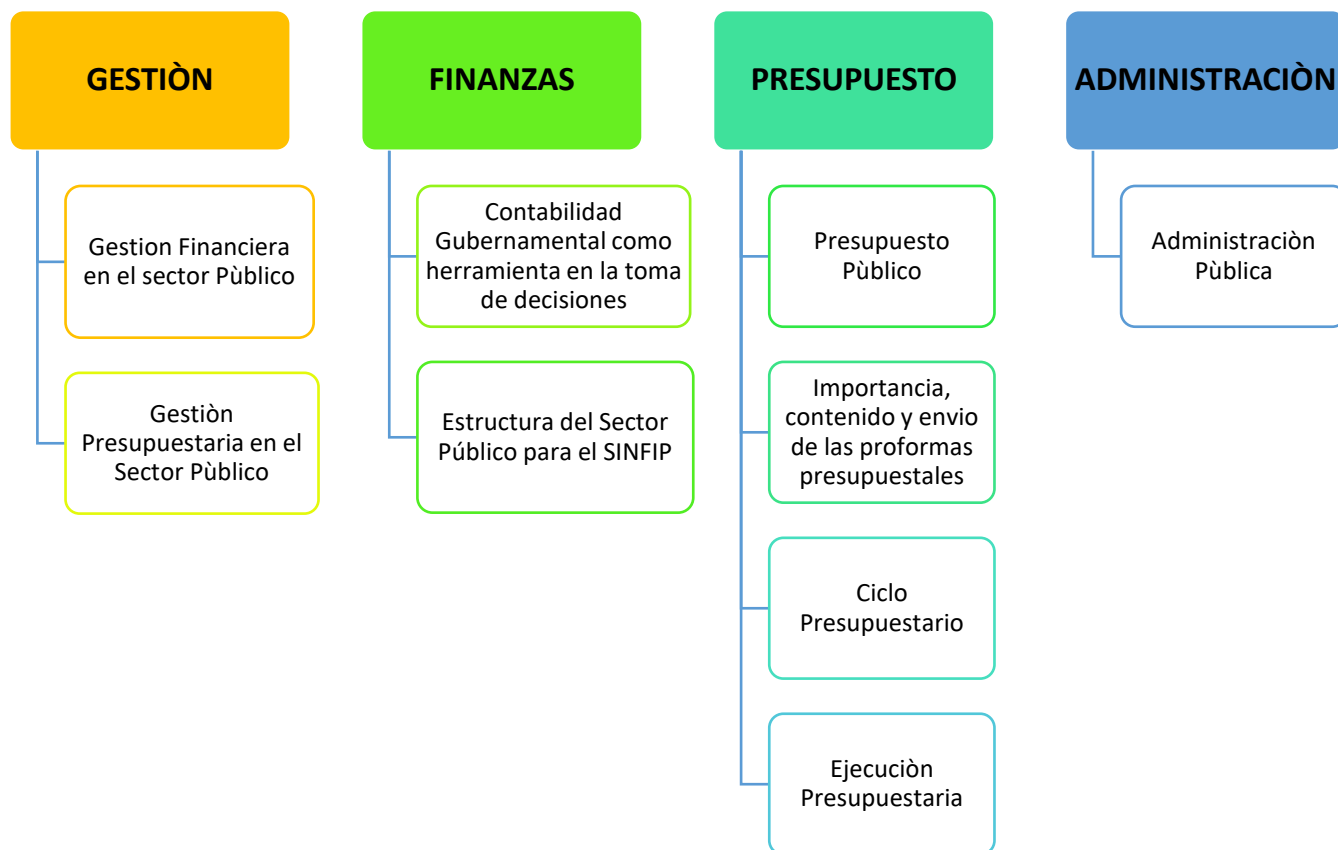 GESTIÒN
Gestion Financiera
en el sector Pùblico
Gestiòn
Presupuestaria en el
Sector Pùblico
FINANZAS
Contabilidad
Gubernamental como
herramienta en la toma
de decisiones
Estructura del Sector
Público para el SINFIP
PRESUPUESTO
Presupuesto
Pùblico
Importancia,
contenido y envio
de las proformas
presupuestales
Ciclo
Presupuestario
Ejecuciòn
Presupuestaria
ADMINISTRACIÒN
Administraciòn
Pùblica